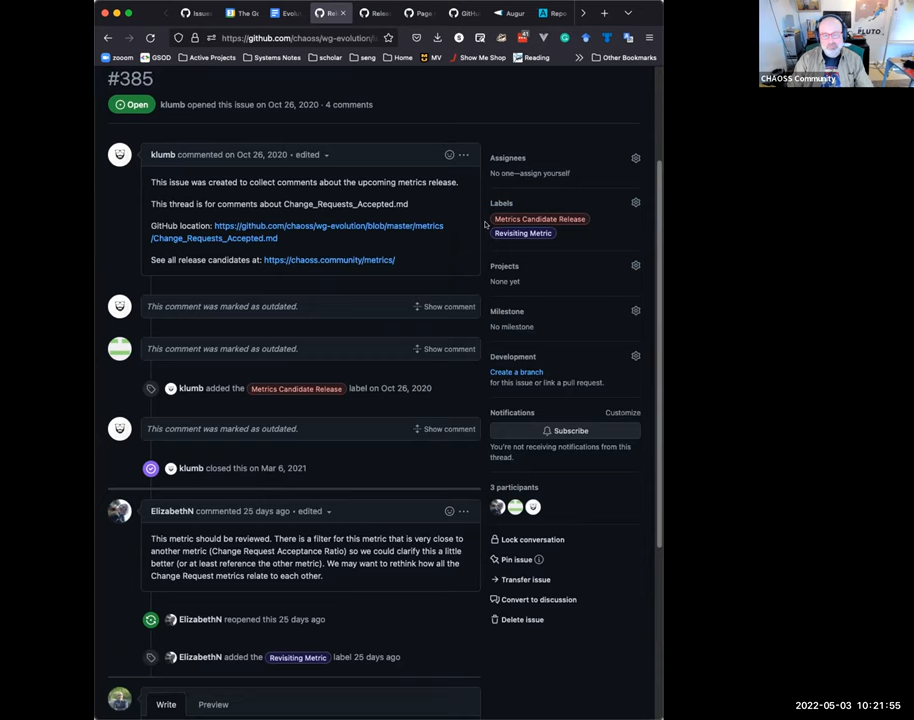 Issues
The G
Evolu
Rel
Relea
Page
GitHu
Augur
Repo
https://github.com/chaoss/wg-evolution/i
41
zooom
GSOD
Active Projects
Systems Notes
scholar
seng
Home
MV
Show Me Shop
Reading
Other Bookmarks
PLUTO
CHAOSS Community
#385
Open
klumb opened this issue on Oct 26, 2020 · 4 comments
klumb commented on Oct 26, 2020 • edited
This issue was created to collect comments about the upcoming metrics release.
This thread is for comments about Change_Requests_Accepted.md
GitHub location: https://github.com/chaoss/wg-evolution/blob/master/metrics
/Change_Requests_Accepted.md
See all release candidates at: https://chaoss.community/metrics/
This comment was marked as outdated.
Show comment
This comment was marked as outdated.
Show comment
klumb added the Metrics Candidate Release label on Oct 26, 2020
This comment was marked as outdated.
Show comment
klumb closed this on Mar 6, 2021
ElizabethN commented 25 days ago • edited
This metric should be reviewed. There is a filter for this metric that is very close to
another metric (Change Request Acceptance Ratio) so we could clarify this a little
better (or at least reference the other metric). We may want to rethink how all the
Change Request metrics relate to each other.
ElizabethN reopened this 25 days ago
ElizabethN added the Revisiting Metric label 25 days ago
Write
Preview
Assignees
No one—assign yourself
Labels
Metrics Candidate Release
Revisiting Metric
Projects
None yet
Milestone
No milestone
Development
Create a branch
for this issue or link a pull request.
Notifications
Customize
Subscribe
You're not receiving notifications from this
thread.
3 participants
Lock conversation
Pin issue
Transfer issue
Convert to discussion
Delete issue
2022-05-03 10:21:55